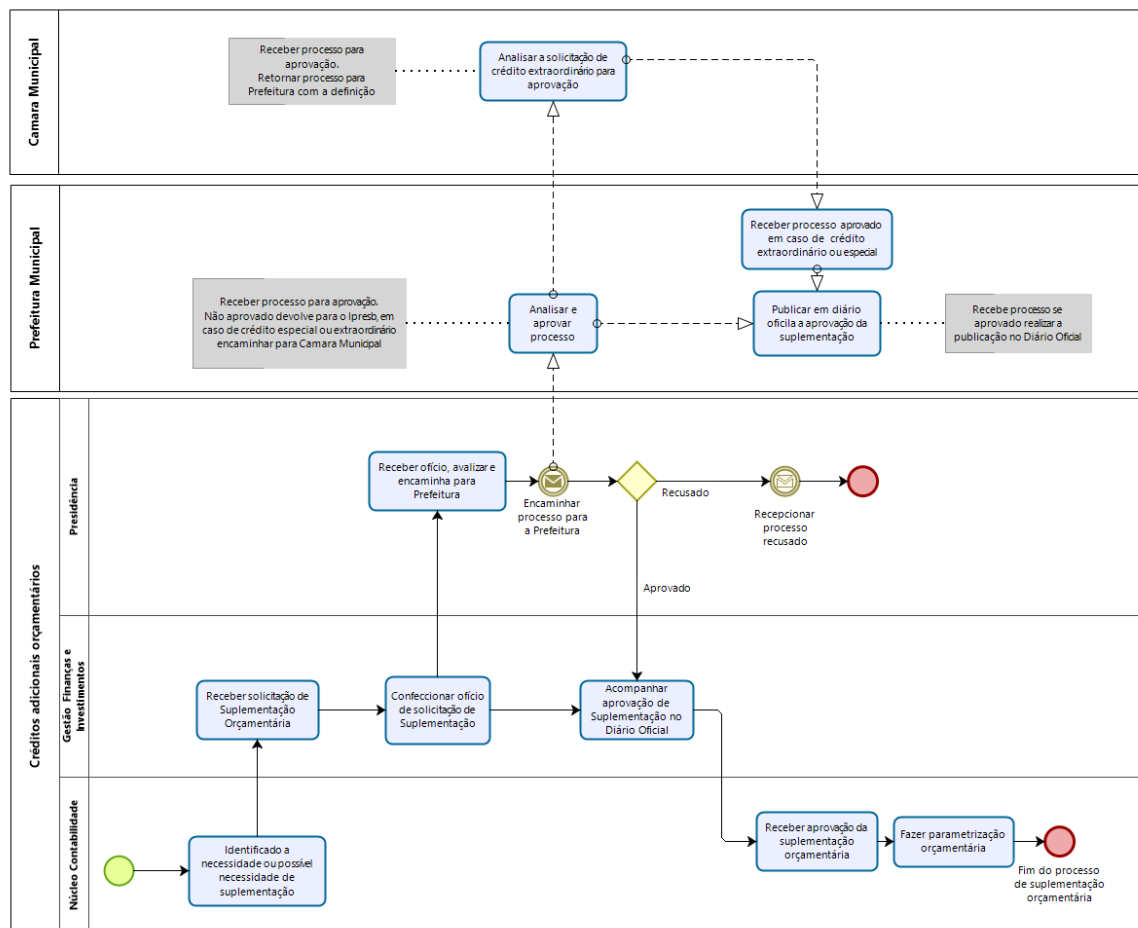 Camara Municipal
Receber processo para
aprovação.
Retornar processo para
Prefeitura com a definição
Analisar a solicitação de
crédito extraordinário para
aprovação
Prefeitura Municipal
Receber processo para aprovação.
Não aprovado devolve para o Ipresb, em
caso de crédito especial ou extraordinário
encaminhar para Camara Municipal
Analisar e
aprovar
processo
Receber processo aprovado
em caso de crédito
extraordinário ou especial
Publicar em diário
oficila a aprovação da
suplementação
Recebe processo se
aprovado realizar a
publicação no Diário Oficial
Créditos adicionais orçamentários
Presidência
Receber ofício, avalizar e
encaminha para
Prefeitura
Encaminhar
processo para
a Prefeitura
Recusado
Recepcionar
processo
recusado
Aprovado
Gestão Finanças e
Investimentos
Receber solicitação de
Suplementação
Orçamentária
Confeccionar ofício
de solicitação de
Suplementação
Acompanhar
aprovação de
Suplementação no
Diário Oficial
Núcleo Contabilidade
Identificado a
necessidade ou possível
necessidade de
suplementação
Receber aprovação da
suplementação
orçamentária
Fazer parametrização
orçamentária
Fim do processo
de suplementação
orçamentária